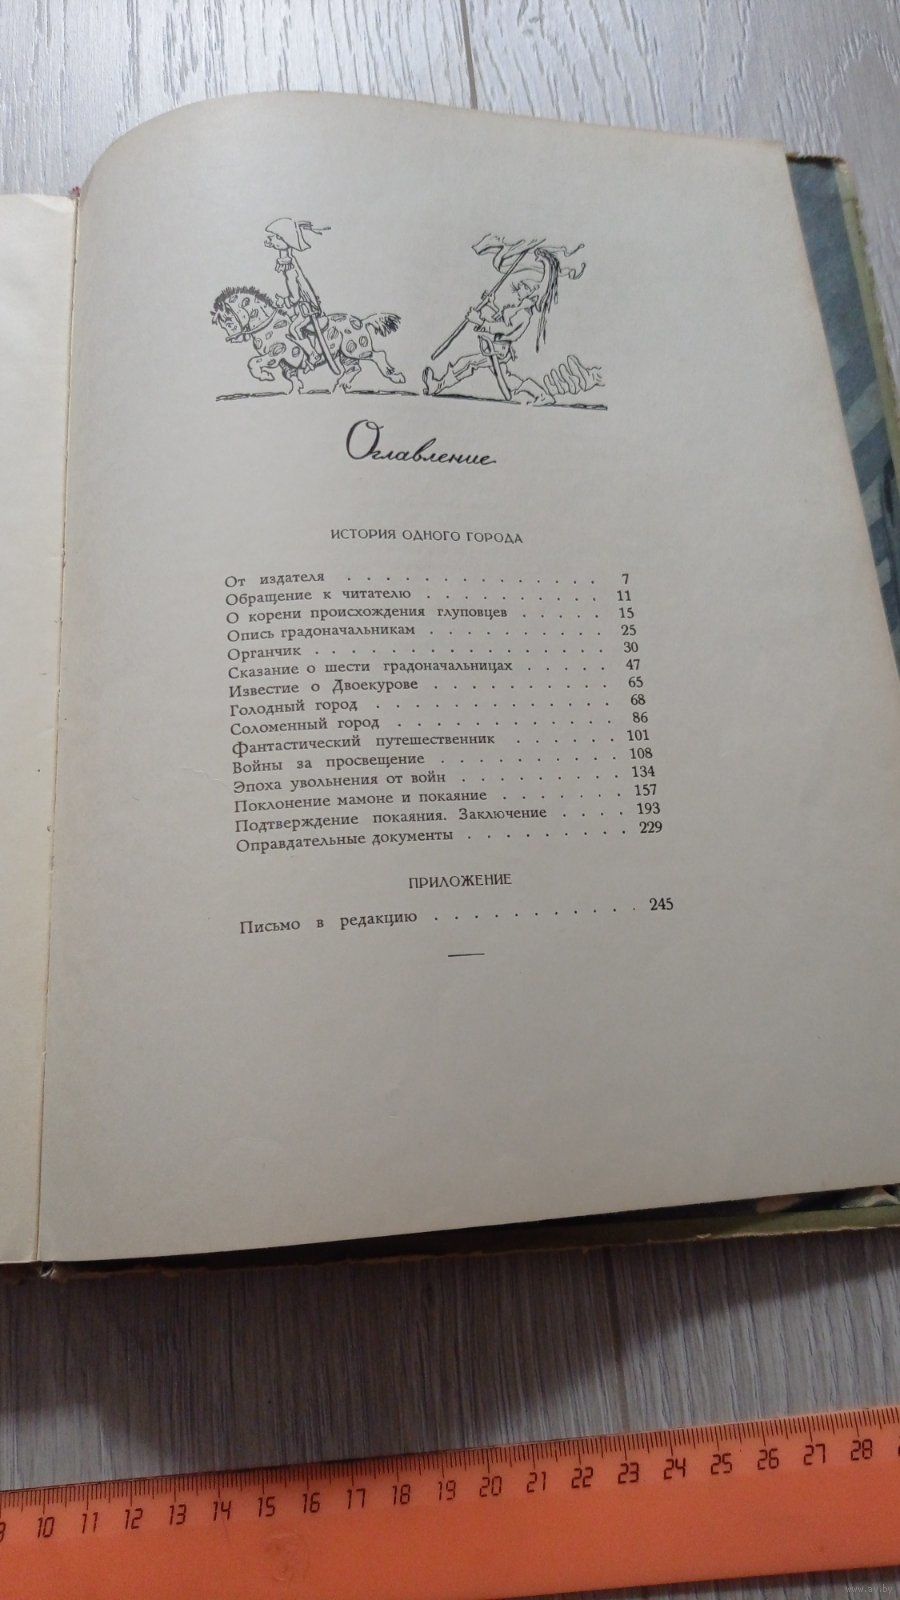 Оглавление
ИСТОРИЯ ОДНОГО ГОРОДА
От издателя . . . . . . . . . . . . . . 7
Обращение к читателю . . . . . . . . . . 11
О корени происхождения глуповцев . . . . . 15
Опись градоначальникам . . . . . . . . . . 25
Органчик . . . . . . . . . . . . . . . 30
Сказание о шести градоначальницах . . . . . 47
Известие о Двоекурове . . . . . . . . . . 65
Голодный город . . . . . . . . . . . . . 68
Соломенный город . . . . . . . . . . . . 86
Фантастический путешественник . . . . . . 101
Войны за просвещение . . . . . . . . . . 108
Эпоха увольнения от войн . . . . . . . . . 134
Поклонение мамоне и покаяние . . . . . . . 157
Подтверждение покаяния. Заключение . . . . 193
Оправдательные документы . . . . . . . . . 229
ПРИЛОЖЕНИЕ
Письмо в редакцию . . . . . . . . . . . 245
10 11 12 13 14 15 16 17 18 19 20 21 22 23 24 25 26 27 28
www.ay.by